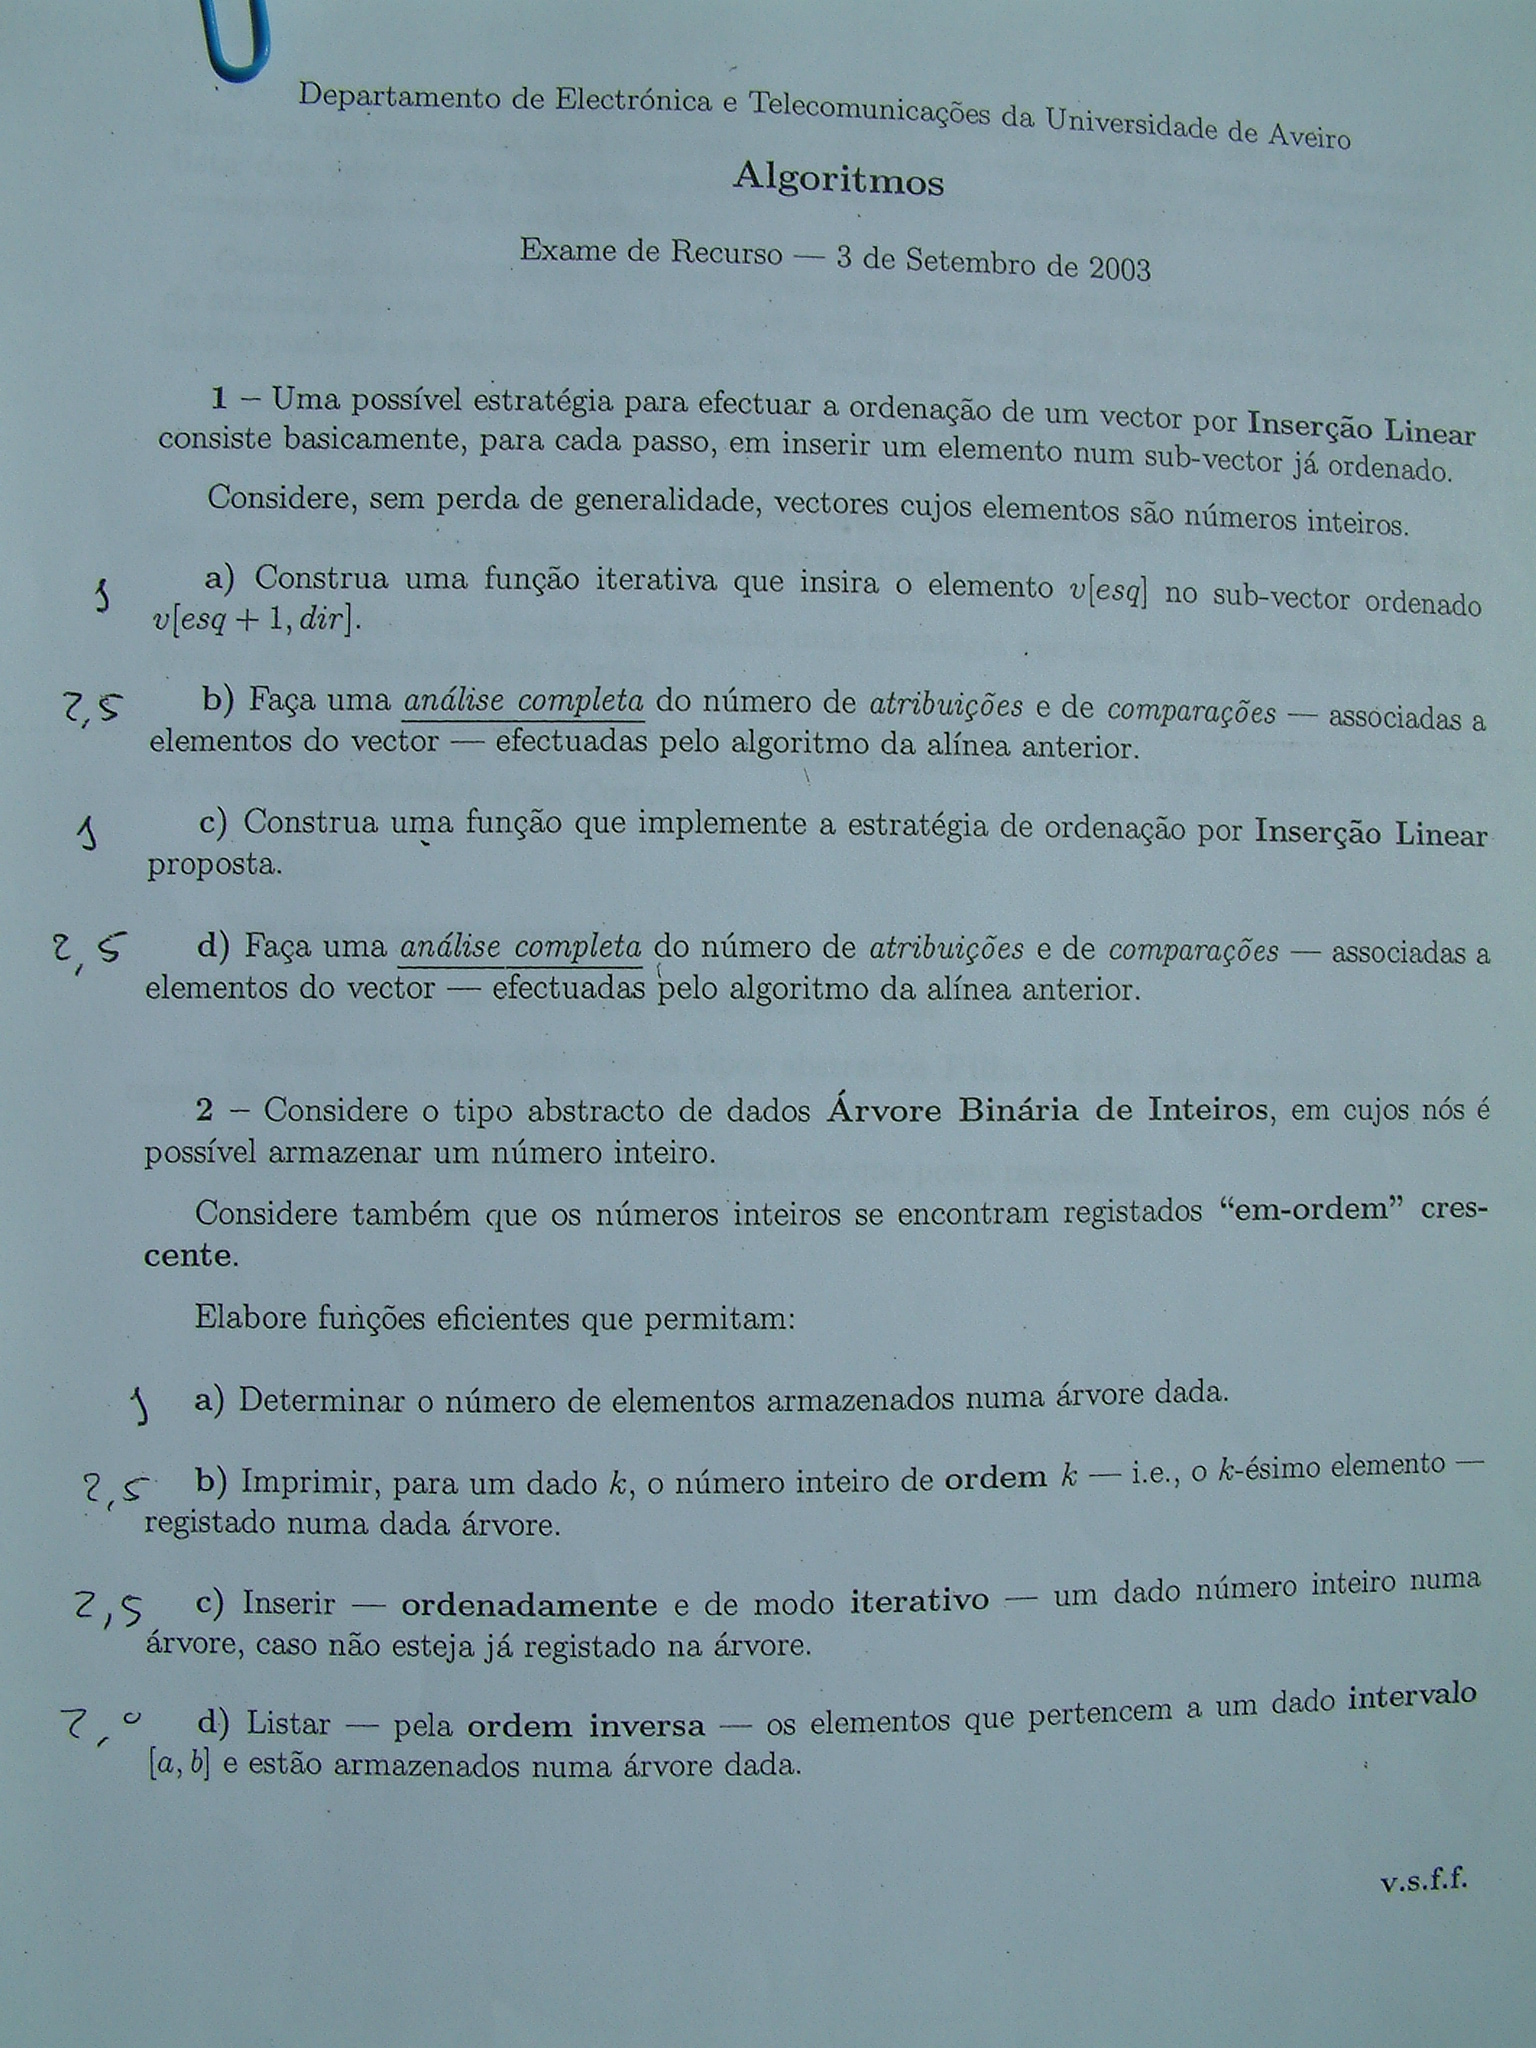 Departamento de Electrónica e Telecomunicações da Universidade de Aveiro
Algoritmos
Exame de Recurso — 3 de Setembro de 2003
1 – Uma possível estratégia para efectuar a ordenação de um vector por Inserção Linear
consiste basicamente, para cada passo, em inserir um elemento num sub-vector já ordenado.
Considere, sem perda de generalidade, vectores cujos elementos são números inteiros.
1 a) Construa uma função iterativa que insira o elemento v[esq] no sub-vector ordenado
v[esq + 1, dir].
2,5 b) Faça uma análise completa do número de atribuições e de comparações — associadas a
elementos do vector — efectuadas pelo algoritmo da alínea anterior.
1 c) Construa uma função que implemente a estratégia de ordenação por Inserção Linear
proposta.
2,5 d) Faça uma análise completa do número de atribuições e de comparações — associadas a
elementos do vector — efectuadas pelo algoritmo da alínea anterior.
2 – Considere o tipo abstracto de dados Árvore Binária de Inteiros, em cujos nós é
possível armazenar um número inteiro.
Considere também que os números inteiros se encontram registados “em-ordem” cres-
cente.
Elabore funções eficientes que permitam:
1 a) Determinar o número de elementos armazenados numa árvore dada.
2,5 b) Imprimir, para um dado k, o número inteiro de ordem k — i.e., o k-ésimo elemento —
registado numa dada árvore.
2,5 c) Inserir — ordenadamente e de modo iterativo — um dado número inteiro numa
árvore, caso não esteja já registado na árvore.
2,0 d) Listar — pela ordem inversa — os elementos que pertencem a um dado intervalo
[a, b] e estão armazenados numa árvore dada.
v.s.f.f.